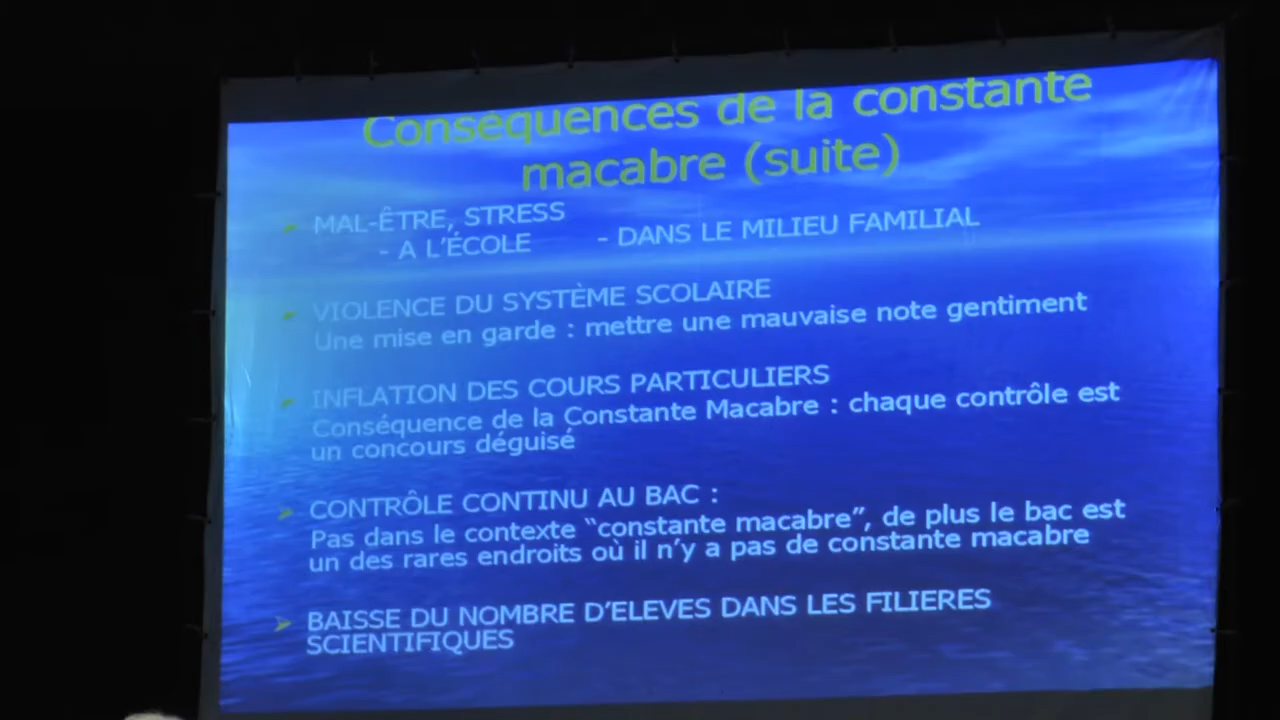 Conséquences de la constante
macabre (suite)
MAL-ÊTRE, STRESS
- A L'ÉCOLE - DANS LE MILIEU FAMILIAL
VIOLENCE DU SYSTÈME SCOLAIRE
Une mise en garde : mettre une mauvaise note gentiment
INFLATION DES COURS PARTICULIERS
Conséquence de la Constante Macabre : chaque contrôle est
un concours déguisé
CONTRÔLE CONTINU AU BAC :
Pas dans le contexte "constante macabre", de plus le bac est
un des rares endroits où il n'y a pas de constante macabre
BAISSE DU NOMBRE D'ELEVES DANS LES FILIERES
SCIENTIFIQUES